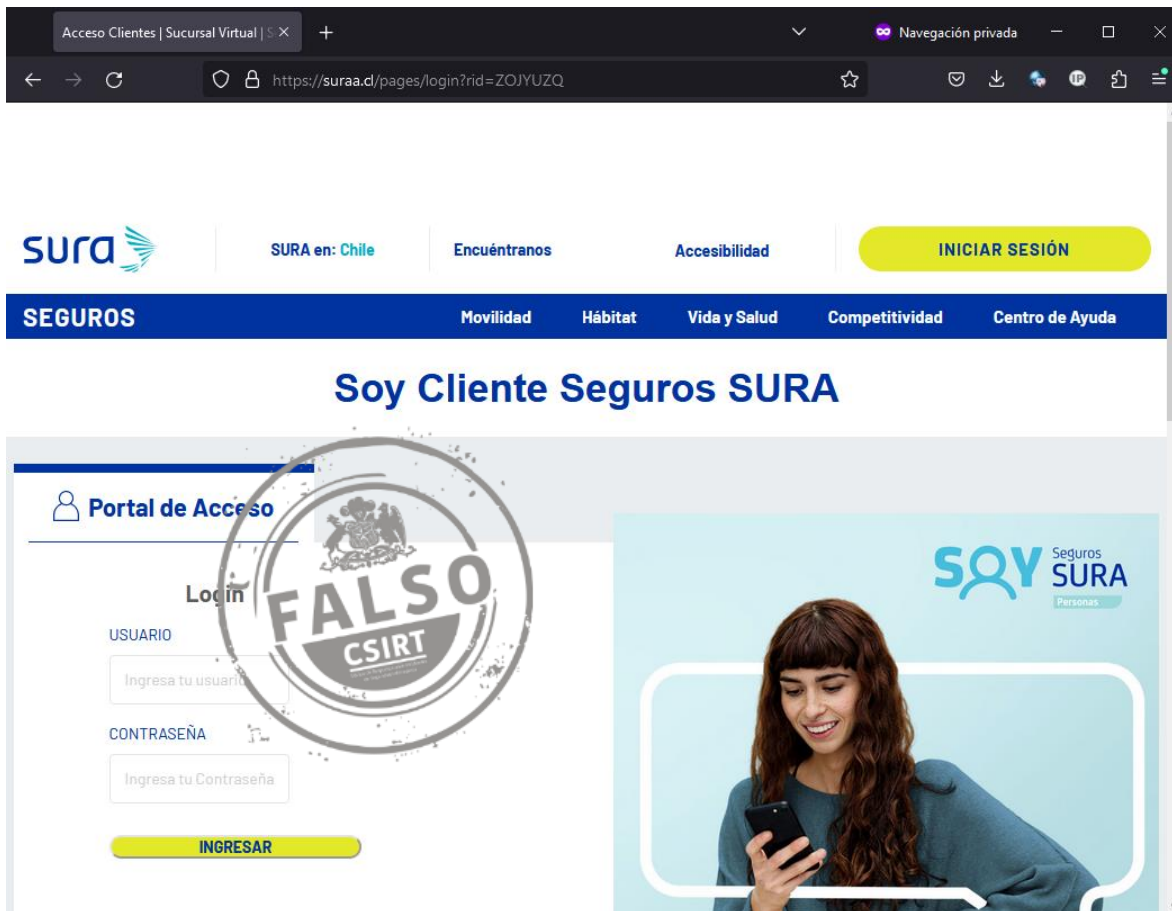 Acceso Clientes | Sucursal Virtual | S
Navegación privada
https://suraa.cl/pages/login?rid=ZOJYUZQ
sura
SURA en: Chile
Encuéntranos
Accesibilidad
INICIAR SESIÓN
SEGUROS
Movilidad
Hábitat
Vida y Salud
Competitividad
Centro de Ayuda
Soy Cliente Seguros SURA
Portal de Acceso
Login
USUARIO
Ingresa tu usuario
CONTRASEÑA
Ingresa tu Contraseña
INGRESAR
FALSO
CSIRT
SOY
Seguros
SURA
Personas